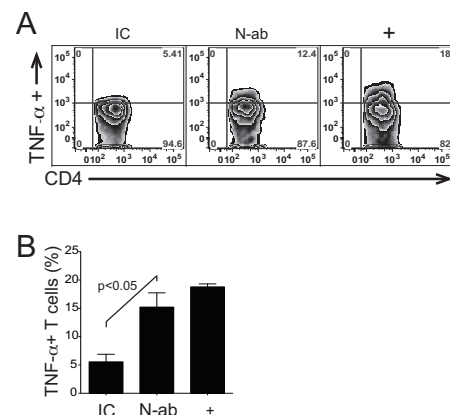 A
IC N-ab +
TNF-α +
0 5.41 0 12.4 0 18
10⁵ 10⁵ 10⁵
10⁴ 10⁴ 10⁴
10³ 10³ 10³
10² 10² 10²
0 0 0
0 94.6 0 87.6 0 82
0 10² 10³ 10⁴ 10⁵ 0 10² 10³ 10⁴ 10⁵ 0 10² 10³ 10⁴ 10⁵
CD4
B
TNF-α+ T cells (%)
25
20
15
10
5
0
p<0.05
IC N-ab +